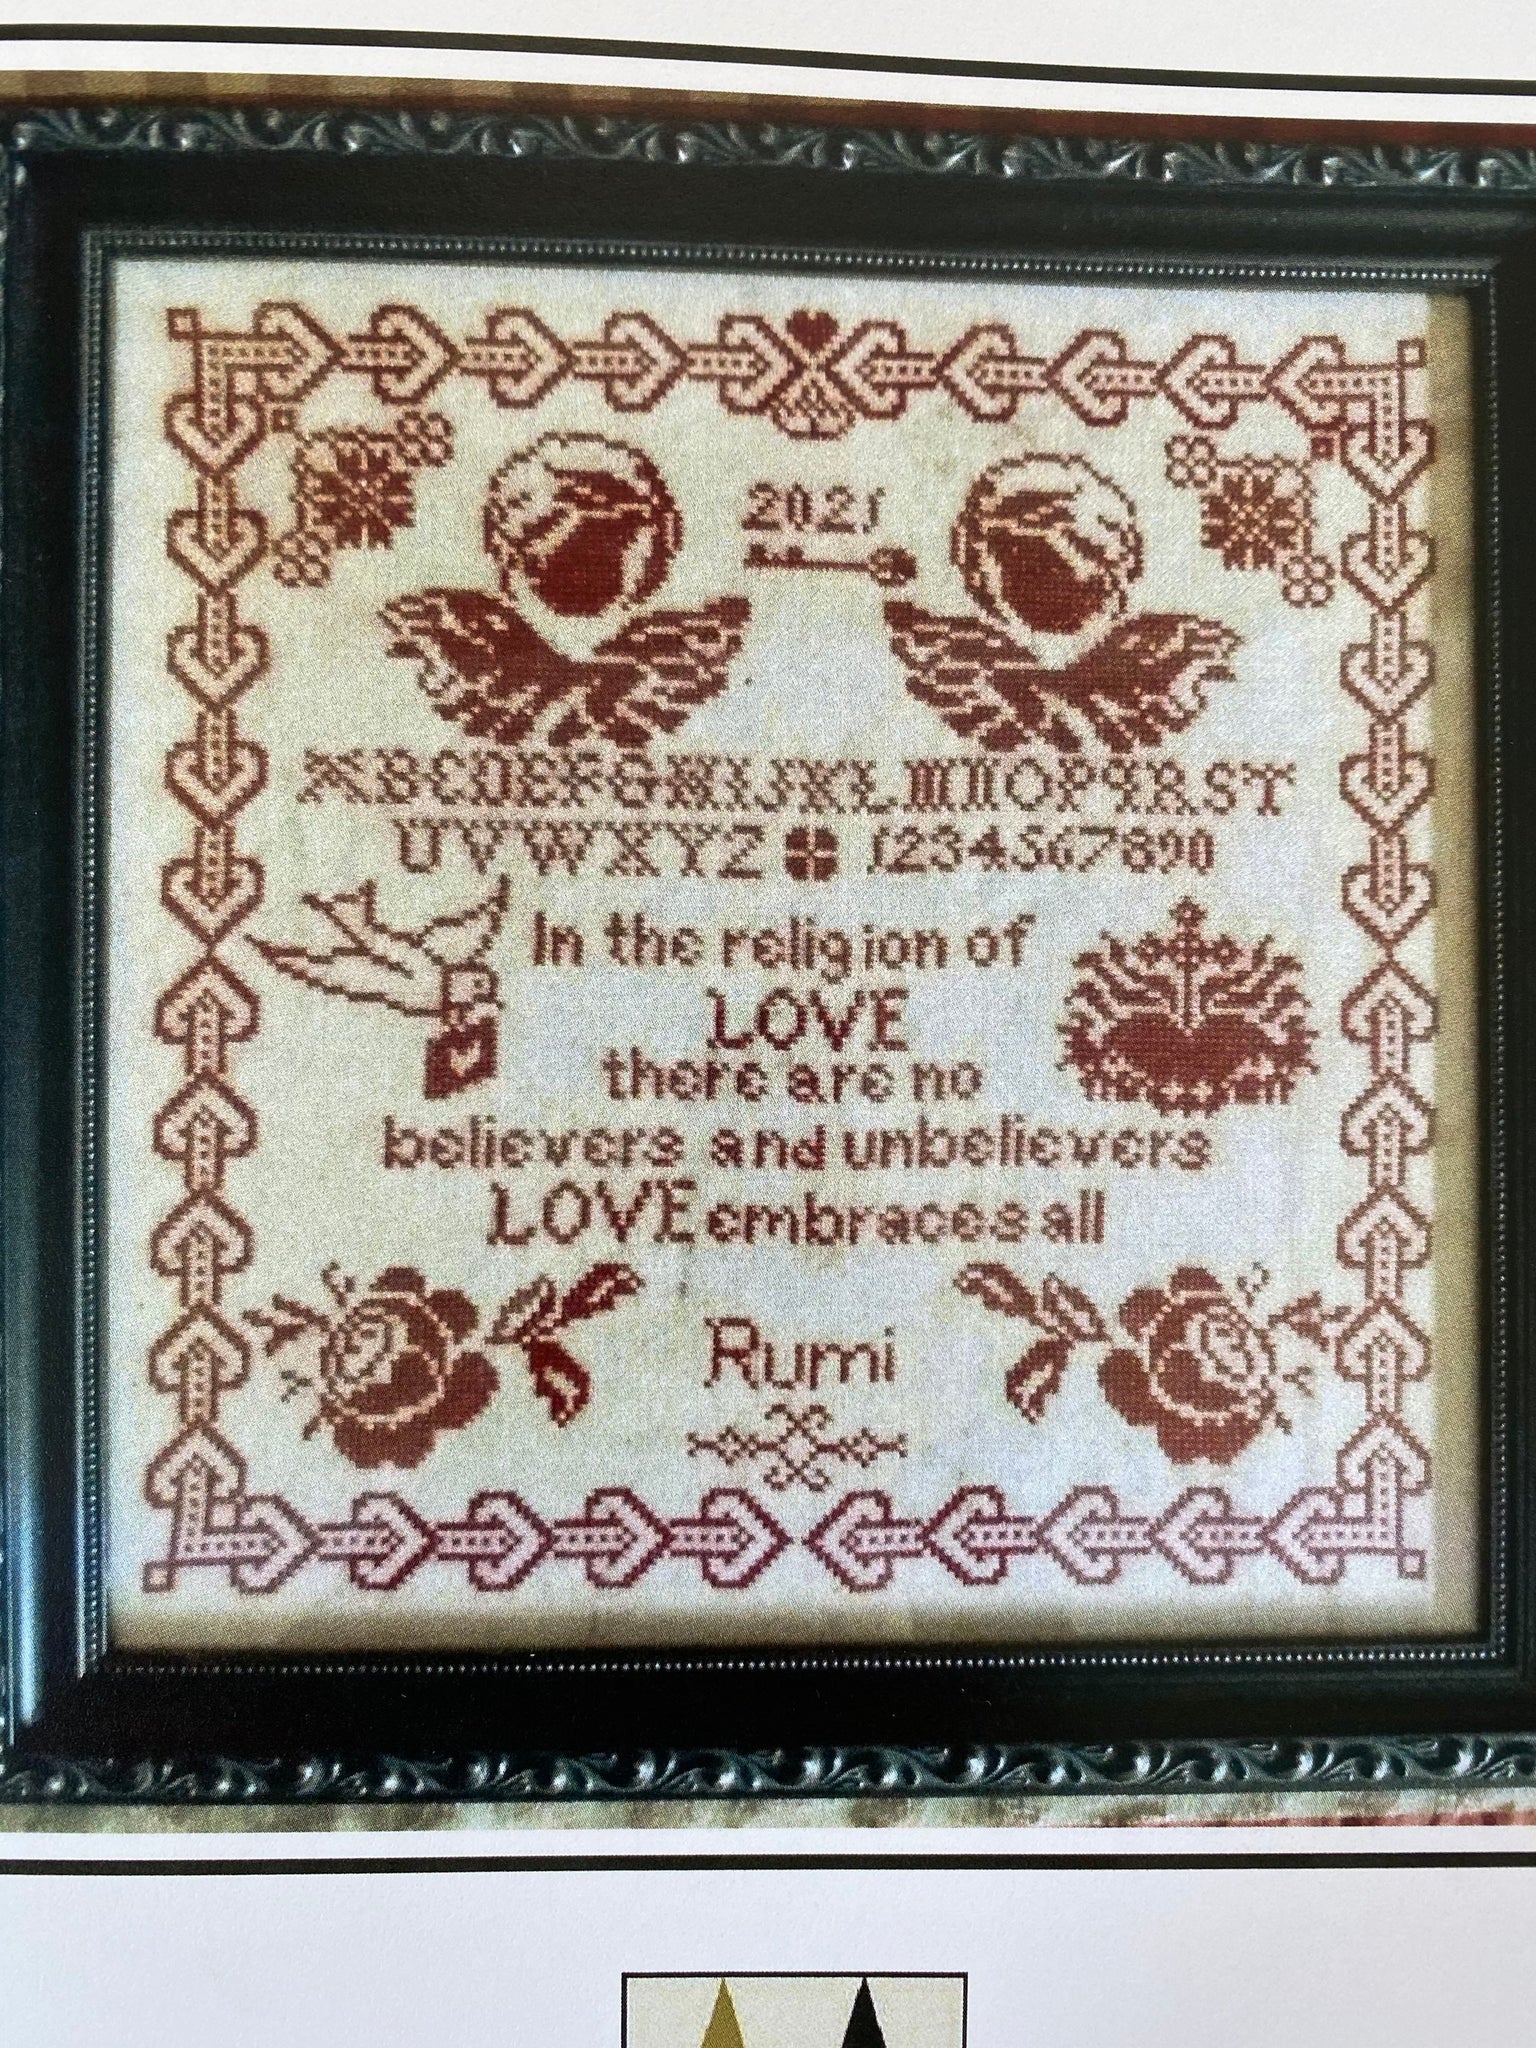 2021
ABCDEFGHIJKLMNOPQRST
UVWXYZ 1234567890
In the religion of
LOVE
there are no
believers and unbelievers
LOVE embraces all
Rumi